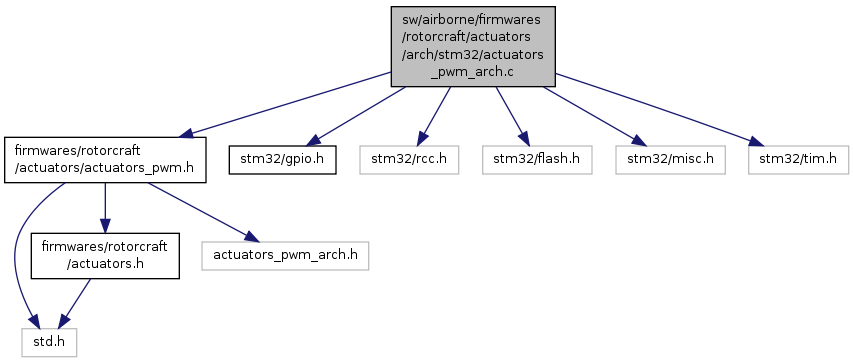 sw/airborne/firmwares
/rotorcraft/actuators
/arch/stm32/actuators
_pwm_arch.c
firmwares/rotorcraft
/actuators/actuators_pwm.h
stm32/gpio.h
stm32/rcc.h
stm32/flash.h
stm32/misc.h
stm32/tim.h
firmwares/rotorcraft
/actuators.h
actuators_pwm_arch.h
std.h